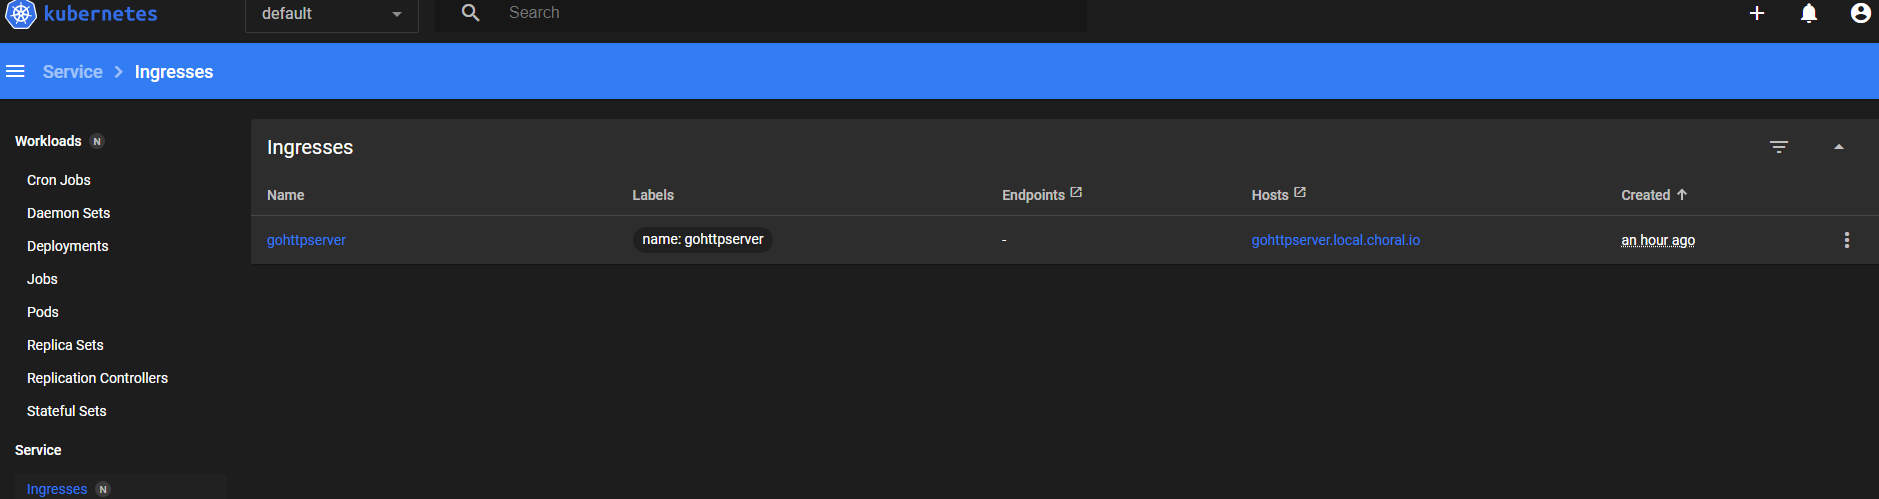 kubernetes
default
Search
Service
Ingresses
Workloads N
Cron Jobs
Daemon Sets
Deployments
Jobs
Pods
Replica Sets
Replication Controllers
Stateful Sets
Service
Ingresses N
Ingresses
Name Labels Endpoints Hosts Created
gohttpserver name: gohttpserver - gohttpserver.local.choral.io an hour ago